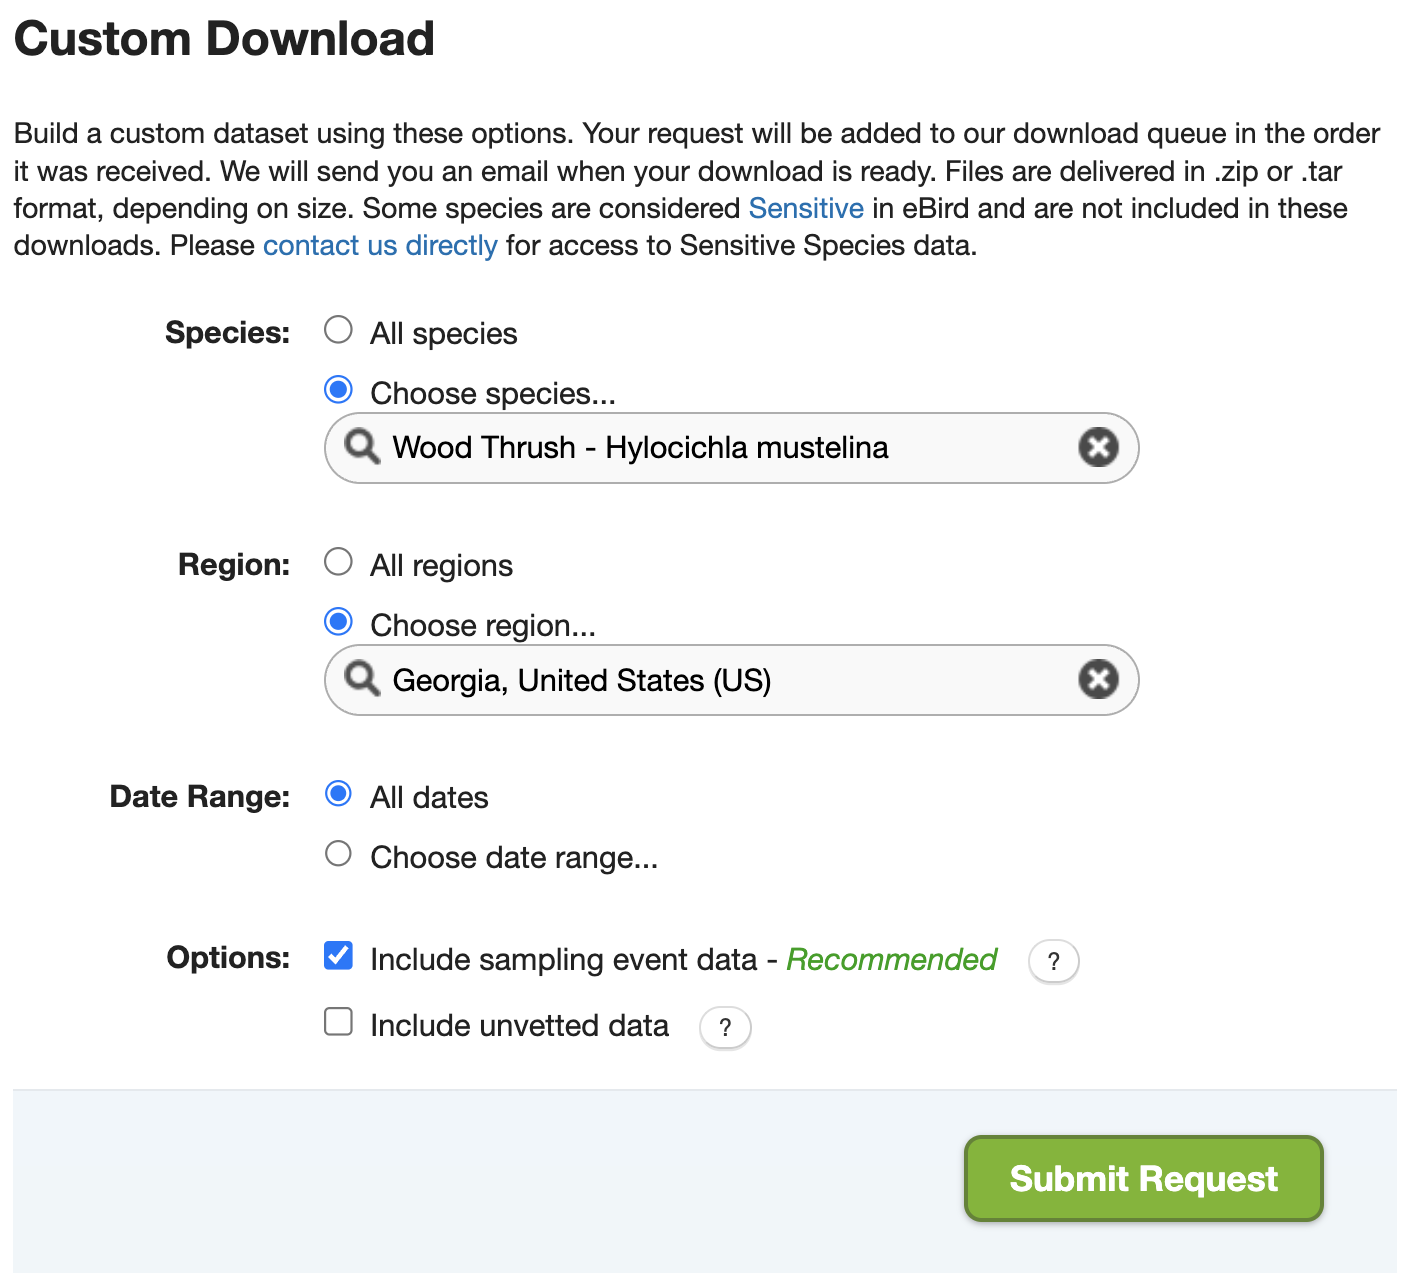 Custom Download
Build a custom dataset using these options. Your request will be added to our download queue in the order
it was received. We will send you an email when your download is ready. Files are delivered in .zip or .tar
format, depending on size. Some species are considered Sensitive in eBird and are not included in these
downloads. Please contact us directly for access to Sensitive Species data.
Species: All species
Choose species...
Wood Thrush - Hylocichla mustelina
Region: All regions
Choose region...
Georgia, United States (US)
Date Range: All dates
Choose date range...
Options: Include sampling event data - Recommended ?
Include unvetted data ?
Submit Request